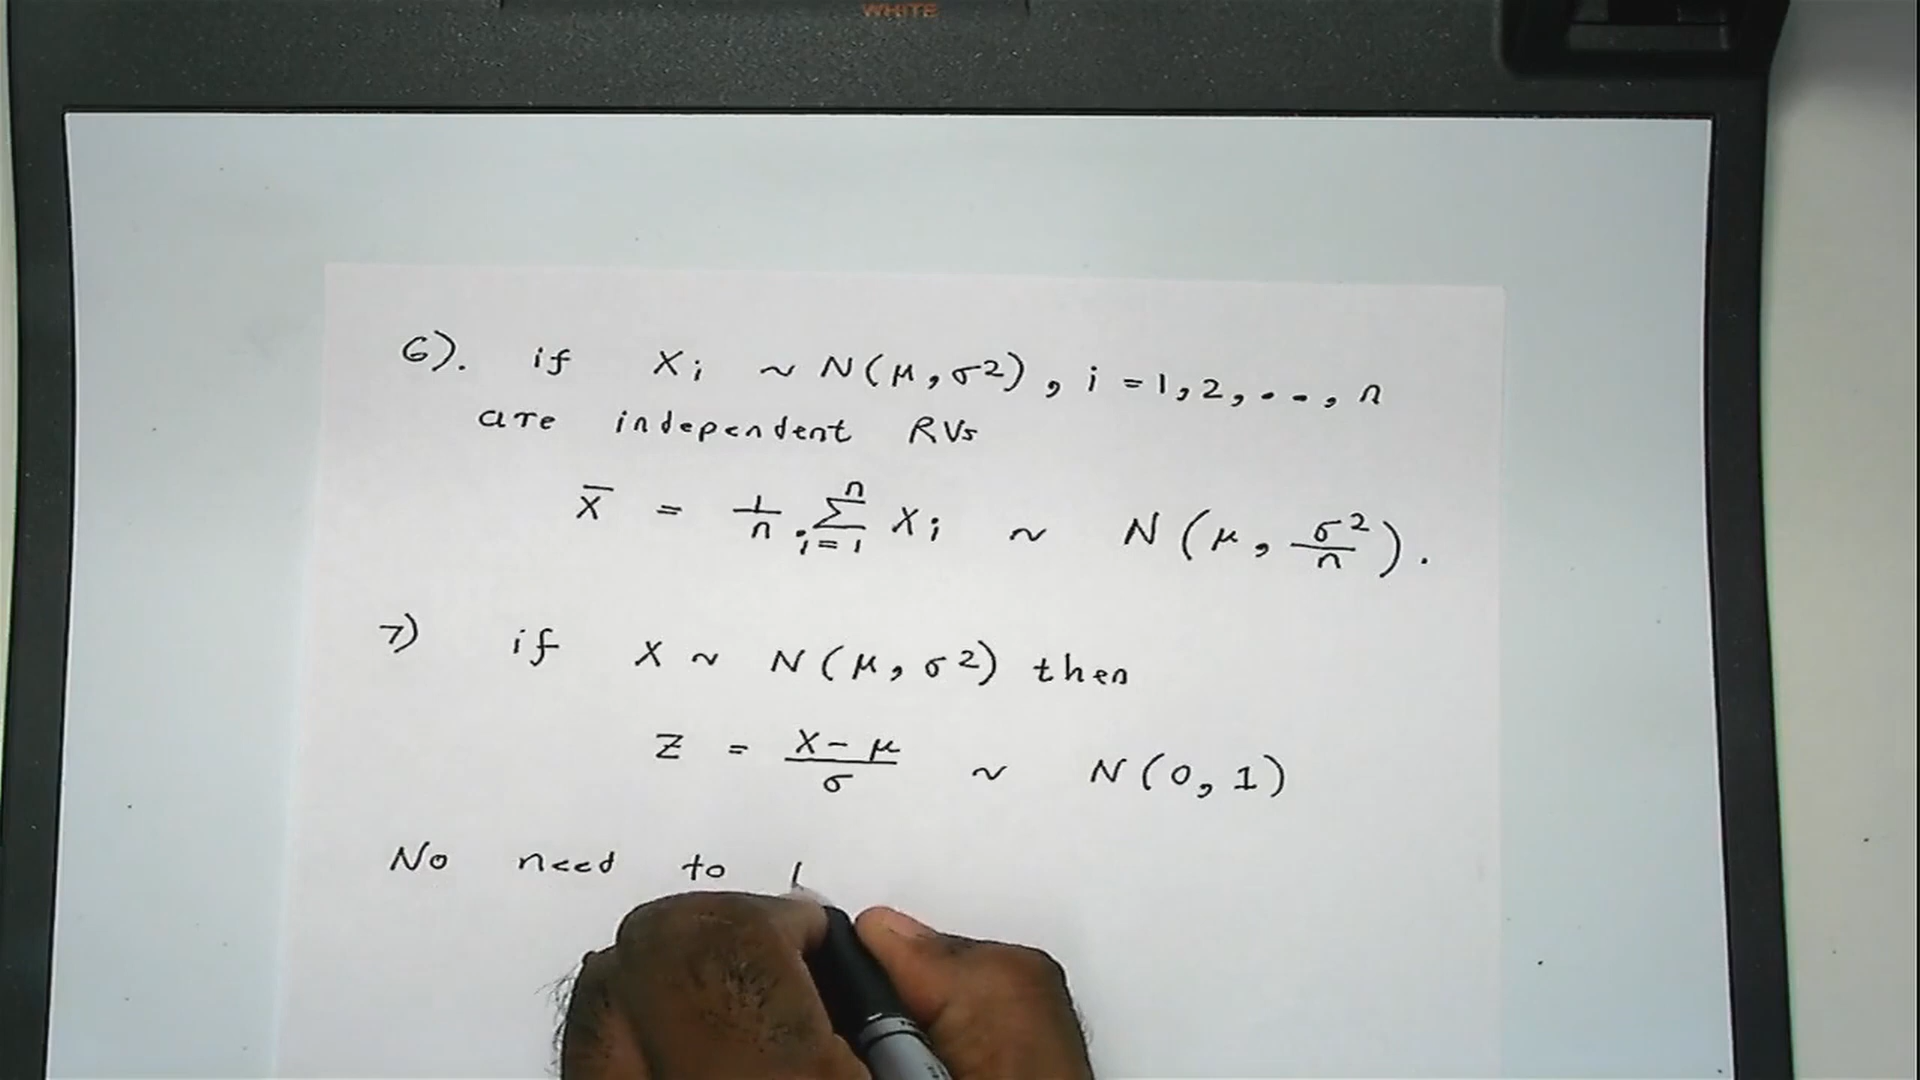 WHITE
6). if Xi ~ N(μ, σ²), i = 1, 2, . . , n
are independent RVs
X̄ = 1/n ∑_{i=1}^{n} Xi ~ N(μ, σ²/n).
7) if X ~ N(μ, σ²) then
Z = (X - μ)/σ ~ N(0, 1)
No need to